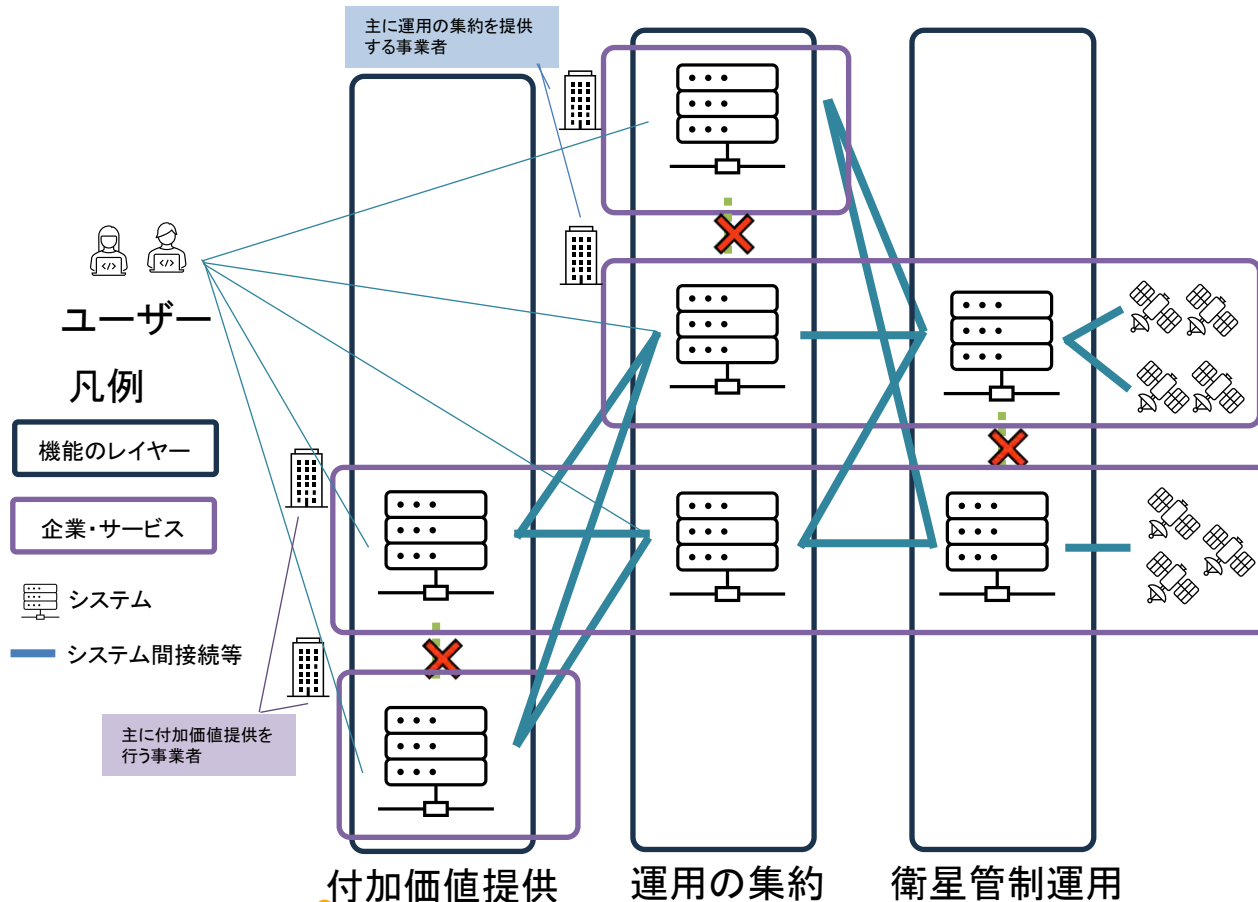 主に運用の集約を提供
する事業者
</>
</>
ユーザー
凡例
機能のレイヤー
企業・サービス
システム
システム間接続等
主に付加価値提供を
行う事業者
付加価値提供
運用の集約
衛星管制運用